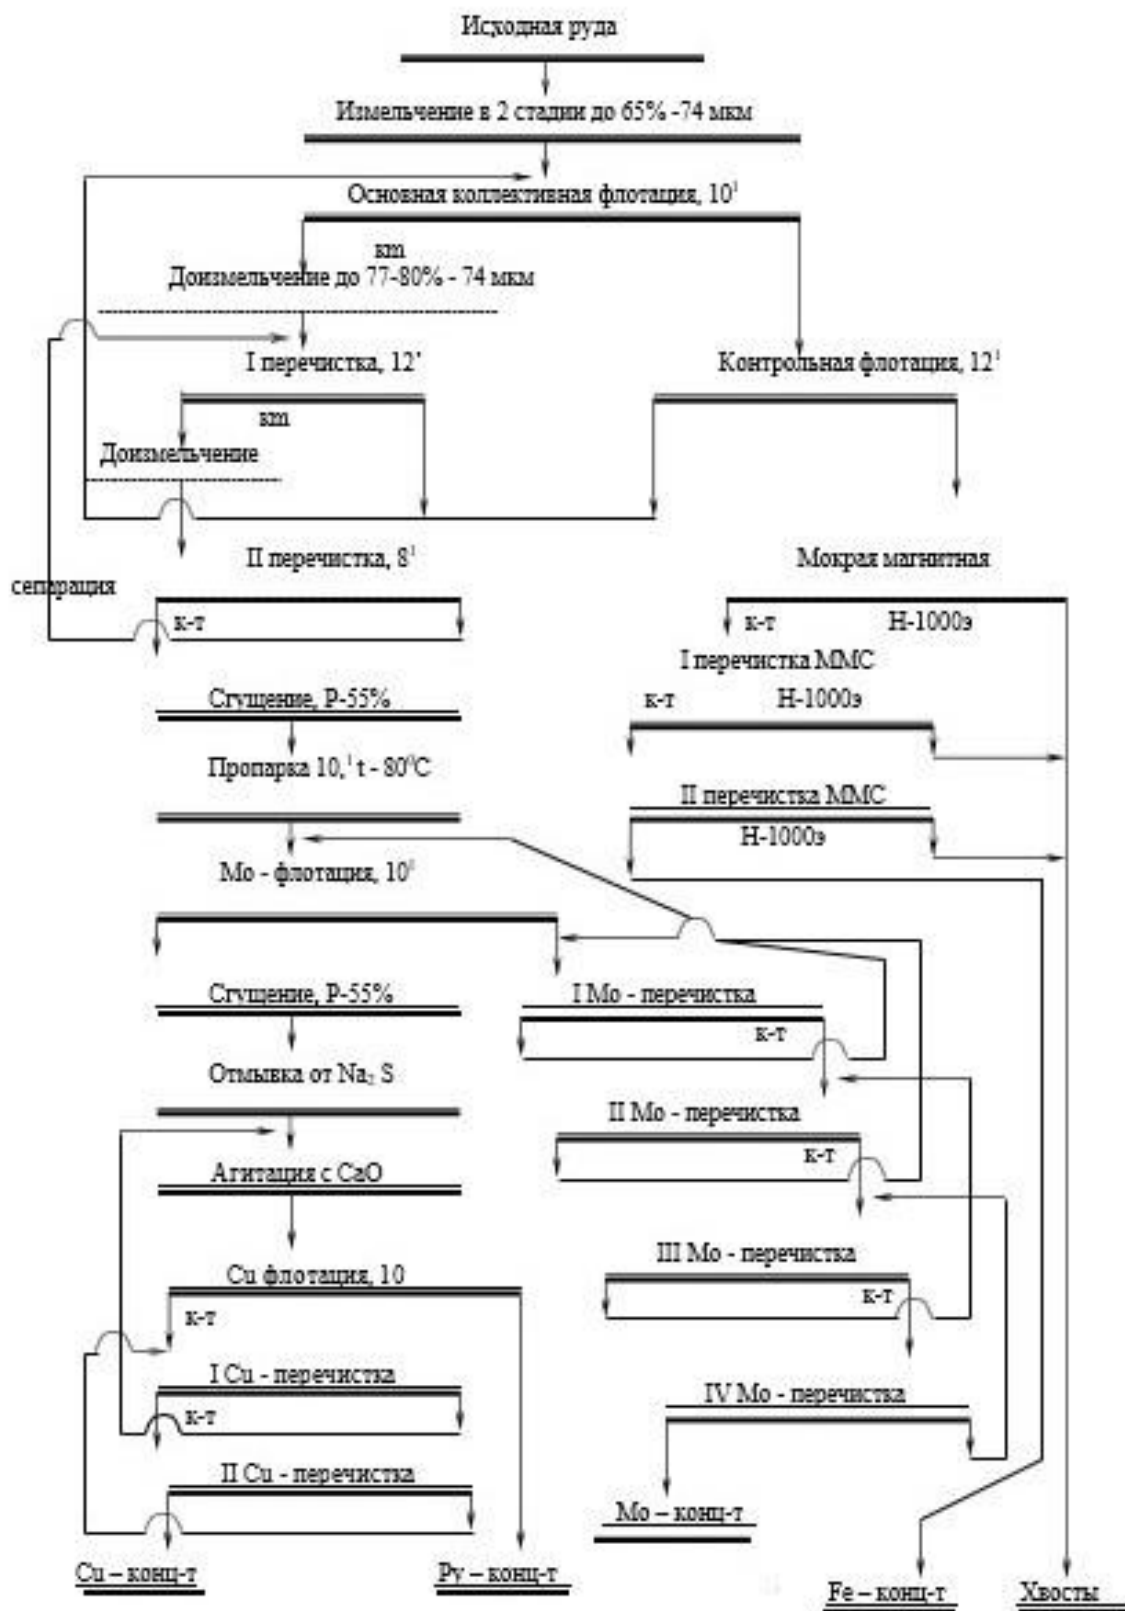 Исходная руда
Измельчение в 2 стадии до 65% -74 мкм
Основная коллективная флотация, 10¹
кт
Доизмельчение до 77-80% - 74 мкм
I перечистка, 12'
Контрольная флотация, 12¹
кт
Доизмельчение
II перечистка, 8¹
Мокрая магнитная
сепарация
к-т
к-т
Н-1000э
I перечистка ММС
к-т
Н-1000э
Сгущение, Р-55%
Пропарка 10,¹ t - 80⁰С
II перечистка ММС
Н-1000э
Мо - флотация, 10¹
Сгущение, Р-55%
I Мо - перечистка
к-т
Отмывка от Na₂ S
II Мо - перечистка
к-т
Агитация с СаО
III Мо - перечистка
Cu флотация, 10
к-т
к-т
I Cu - перечистка
IV Мо - перечистка
к-т
II Cu - перечистка
Мо – конц-т
Cu – конц-т
Ру – конц-т
Fe – конц-т
Хвосты